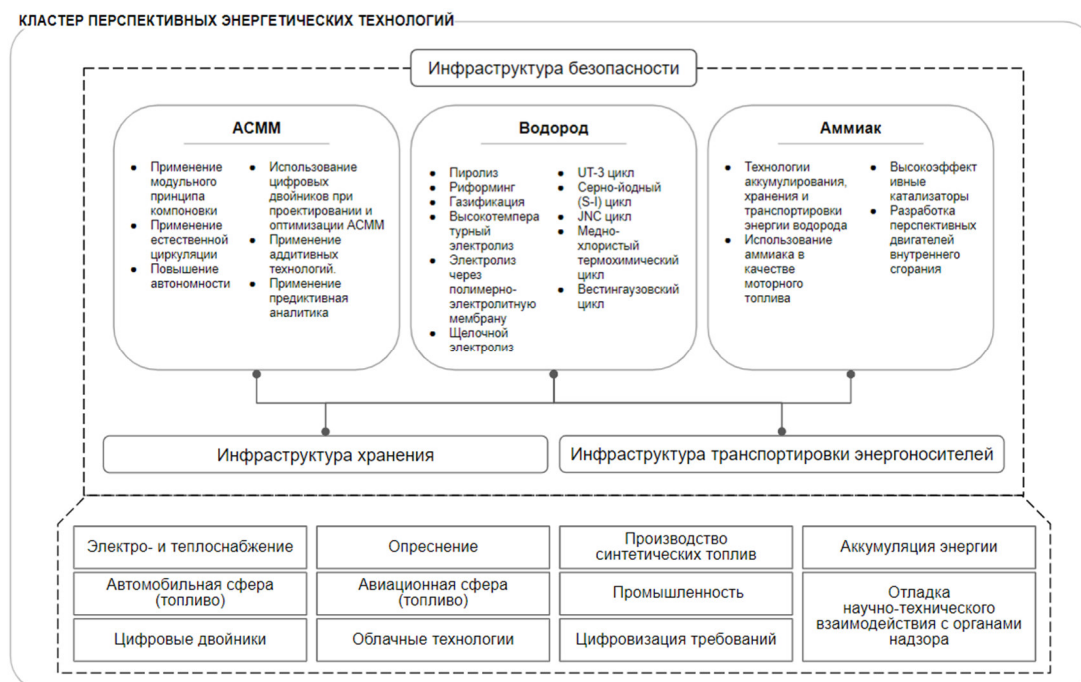 КЛАСТЕР ПЕРСПЕКТИВНЫХ ЭНЕРГЕТИЧЕСКИХ ТЕХНОЛОГИЙ
Инфраструктура безопасности
АСММ
● Применение
модульного
принципа
компоновки
● Применение
естественной
циркуляции
● Повышение
автономности
● Использование
цифровых
двойников при
проектировании и
оптимизации АСММ
● Применение
аддитивных
технологий.
● Применение
предиктивная
аналитика
Водород
● Пиролиз
● Риформинг
● Газификация
● Высокотемпера
турный
электролиз
● Электролиз
через
полимерно-
электролитную
мембрану
● Щелочной
электролиз
● UT-3 цикл
● Серно-йодный
(S-I) цикл
● JNC цикл
● Медно-
хлористый
термохимический
цикл
● Вестингаузовский
цикл
Аммиак
● Технологии
аккумулирования,
хранения и
транспортировки
энергии водорода
● Использование
аммиака в
качестве
моторного
топлива
● Высокоэффект
ивные
катализаторы
● Разработка
перспективных
двигателей
внутреннего
сгорания
Инфраструктура хранения
Инфраструктура транспортировки энергоносителей
Электро- и теплоснабжение
Опреснение
Производство
синтетических топлив
Аккумуляция энергии
Автомобильная сфера
(топливо)
Авиационная сфера
(топливо)
Промышленность
Отладка
научно-технического
взаимодействия с органами
надзора
Цифровые двойники
Облачные технологии
Цифровизация требований